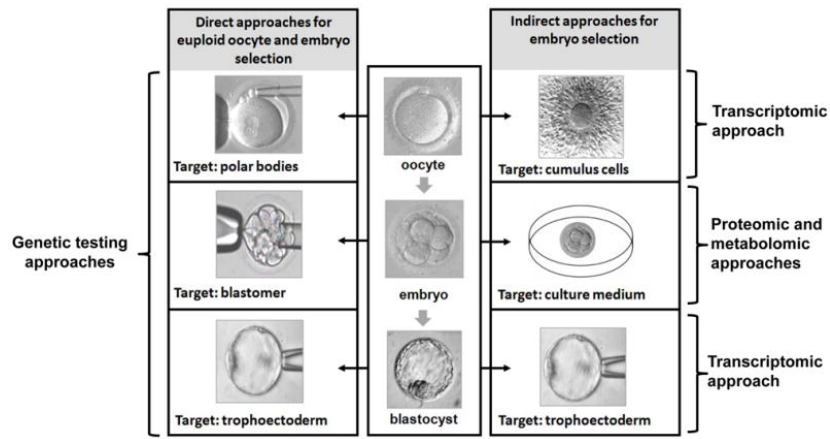 Direct approaches for
euploid oocyte and embryo
selection
Indirect approaches for
embryo selection
Genetic testing
approaches
Target: polar bodies
oocyte
Target: cumulus cells
Transcriptomic
approach
Target: blastomer
embryo
Target: culture medium
Proteomic and
metabolomic
approaches
Target: trophoectoderm
blastocyst
Target: trophoectoderm
Transcriptomic
approach